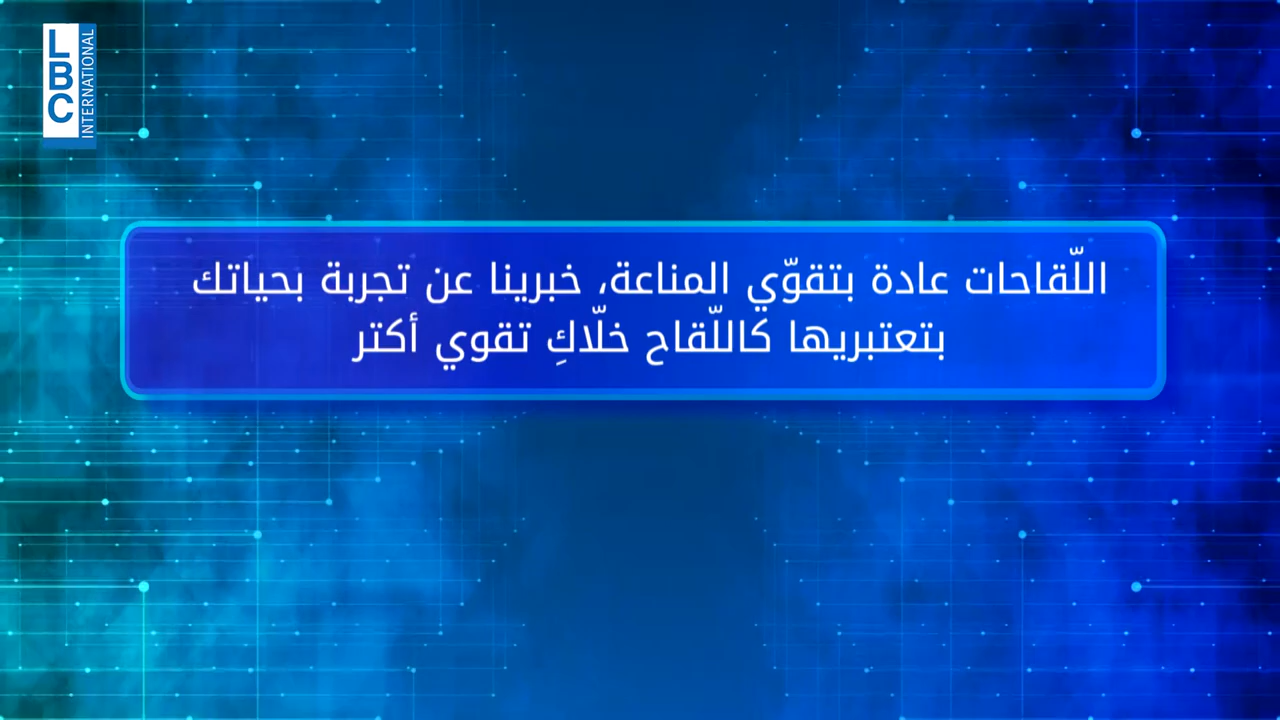 LBC
INTERNATIONAL
اللّقاحات عادة بتقوّي المناعة، خبرينا عن تجربة بحياتك
بتعتبريها كاللّقاح خلّاكِ تقوي أكتر